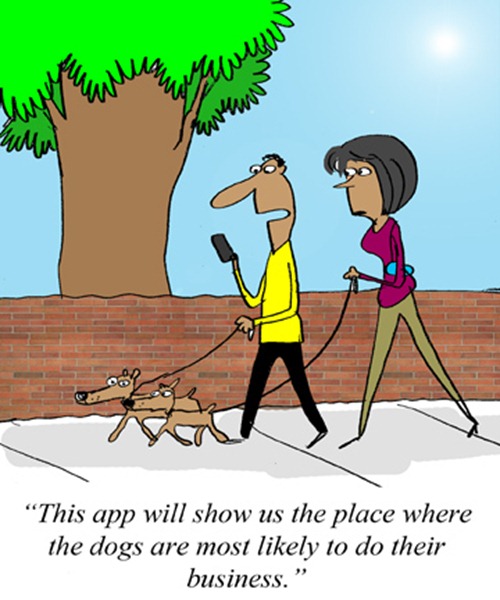 “This app will show us the place where
the dogs are most likely to do their
business.”